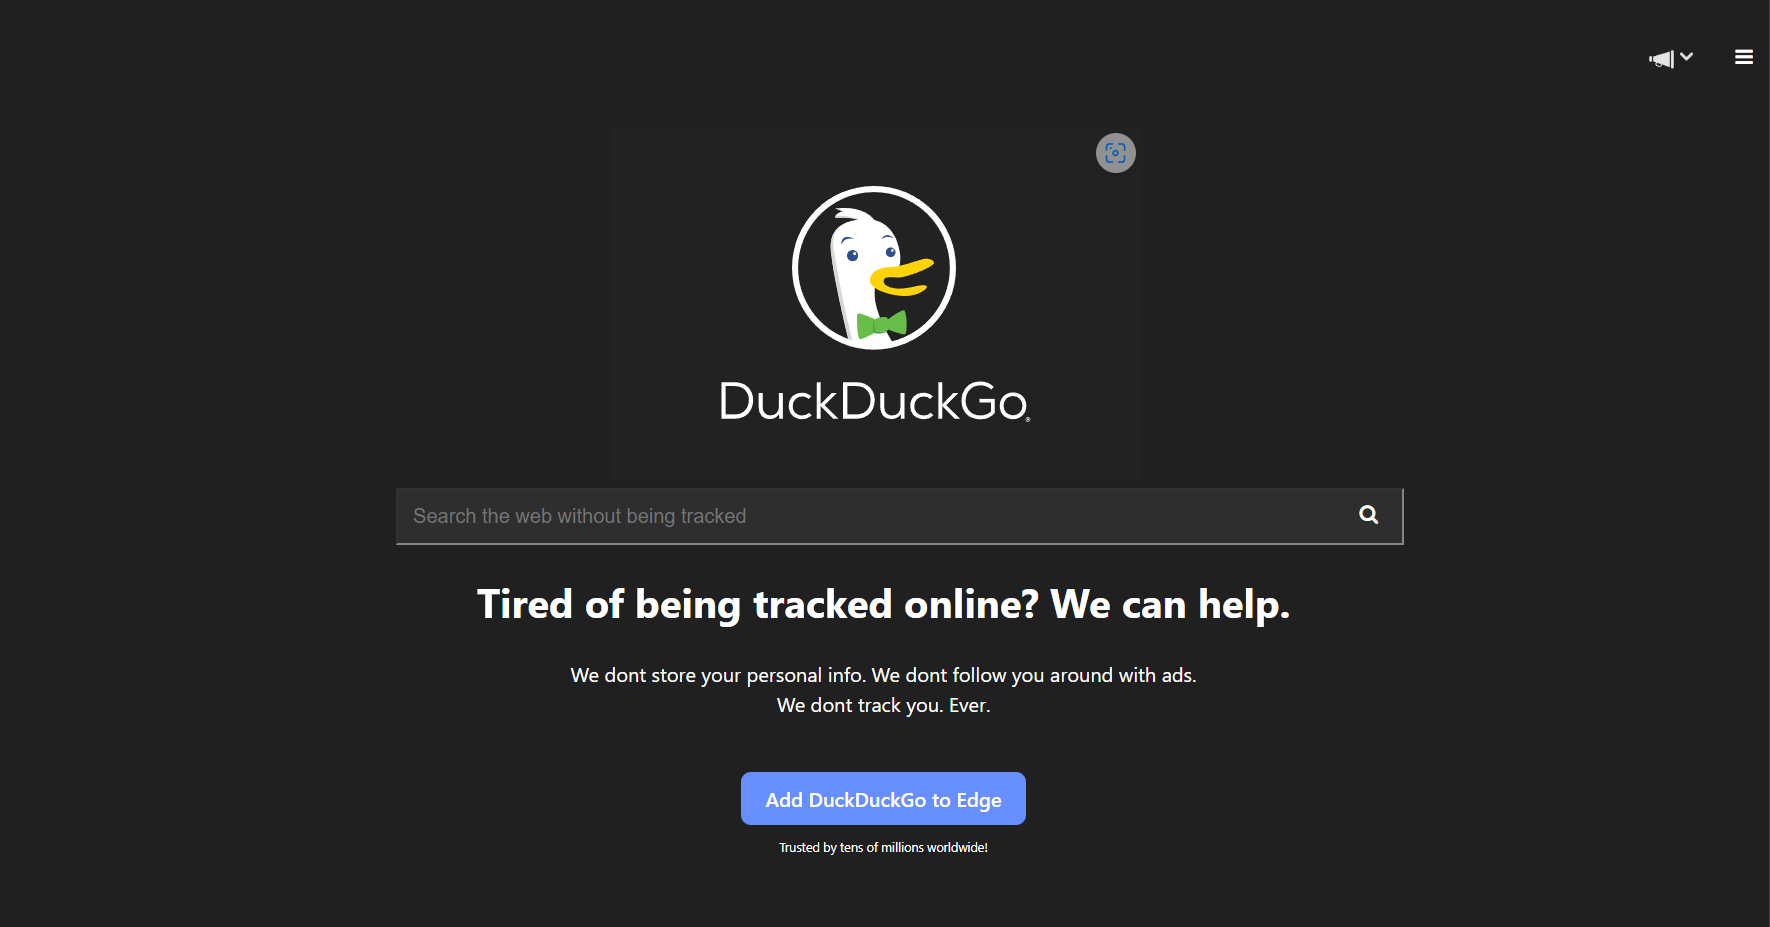 DuckDuckGo®
Search the web without being tracked
Tired of being tracked online? We can help.
We dont store your personal info. We dont follow you around with ads.
We dont track you. Ever.
Add DuckDuckGo to Edge
Trusted by tens of millions worldwide!